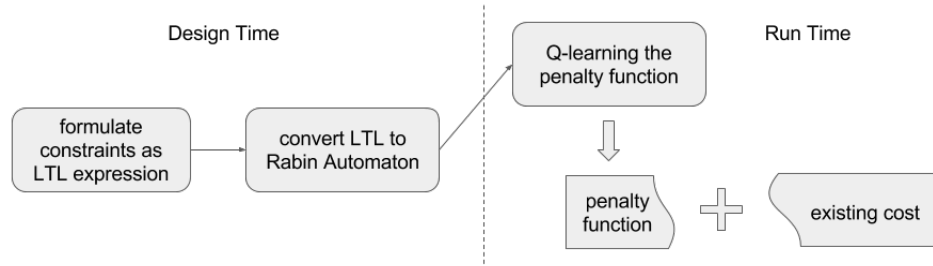 Design Time
Run Time
formulate
constraints as
LTL expression
convert LTL to
Rabin Automaton
Q-learning the
penalty function
penalty
function
existing cost